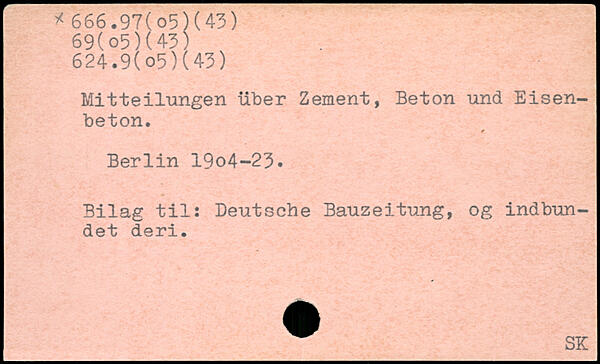 ×666.97(o5)(43)
69(o5)(43)
624.9(o5)(43)
Mitteilungen über Zement, Beton und Eisen-
beton.
Berlin 19o4-23.
Bilag til: Deutsche Bauzeitung, og indbun-
det deri.
SK